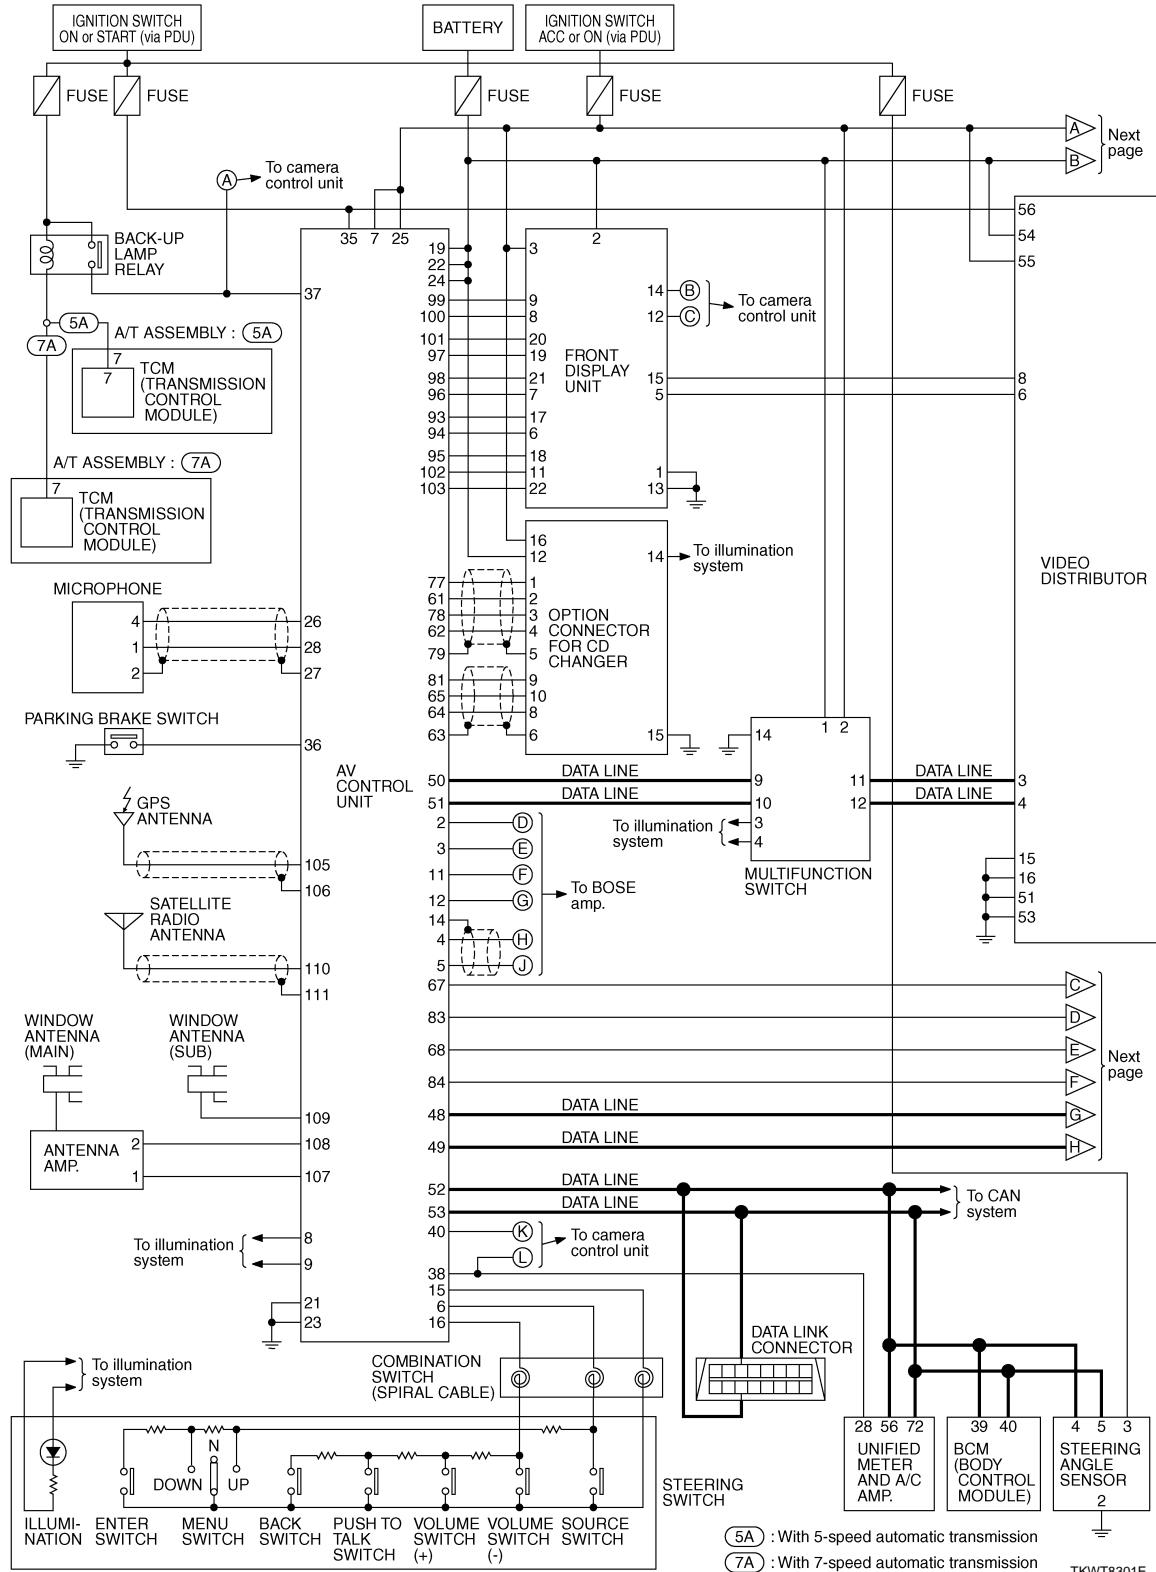 IGNITION SWITCH
ON or START (via PDU)
BATTERY
IGNITION SWITCH
ACC or ON (via PDU)
FUSE
FUSE
FUSE
FUSE
FUSE
A
B
Next
page
A
To camera
control unit
BACK-UP
LAMP
RELAY
35
7
25
37
5A
7A
A/T ASSEMBLY : 5A
7
7
TCM
(TRANSMISSION
CONTROL
MODULE)
A/T ASSEMBLY : 7A
7
TCM
(TRANSMISSION
CONTROL
MODULE)
MICROPHONE
4
1
2
26
28
27
PARKING BRAKE SWITCH
36
GPS
ANTENNA
105
106
SATELLITE
RADIO
ANTENNA
110
111
WINDOW
ANTENNA
(MAIN)
WINDOW
ANTENNA
(SUB)
109
ANTENNA
AMP.
2
1
108
107
To illumination
system
8
9
21
23
AV
CONTROL
UNIT
19
22
24
99
100
101
97
98
96
93
94
95
102
103
77
61
78
62
79
81
65
64
63
50
51
2
3
11
12
14
4
5
67
83
68
84
48
49
52
53
40
38
15
6
16
2
3
9
8
20
19
21
7
17
6
18
11
22
FRONT
DISPLAY
UNIT
14
12
15
5
1
13
B
C
To camera
control unit
16
12
1
2
3
4
5
9
10
8
6
OPTION
CONNECTOR
FOR CD
CHANGER
14
15
To illumination
system
DATA LINE
DATA LINE
1 2
14
9
10
3
4
11
12
To illumination
system
MULTIFUNCTION
SWITCH
DATA LINE
DATA LINE
56
54
55
8
6
VIDEO
DISTRIBUTOR
3
4
15
16
51
53
D
E
F
G
H
J
To BOSE
amp.
C
D
E
F
G
H
Next
page
DATA LINE
DATA LINE
DATA LINE
DATA LINE
To CAN
system
K
L
To camera
control unit
COMBINATION
SWITCH
(SPIRAL CABLE)
DATA LINK
CONNECTOR
28 56 72
UNIFIED
METER
AND A/C
AMP.
39 40
BCM
(BODY
CONTROL
MODULE)
4 5 3
STEERING
ANGLE
SENSOR
2
To illumination
system
N
DOWN
UP
STEERING
SWITCH
ILLUMI-
NATION
ENTER
SWITCH
MENU
SWITCH
BACK
SWITCH
PUSH TO
TALK
SWITCH
VOLUME
SWITCH
(+)
VOLUME
SWITCH
(-)
SOURCE
SWITCH
5A : With 5-speed automatic transmission
7A : With 7-speed automatic transmission
TKWT8301E